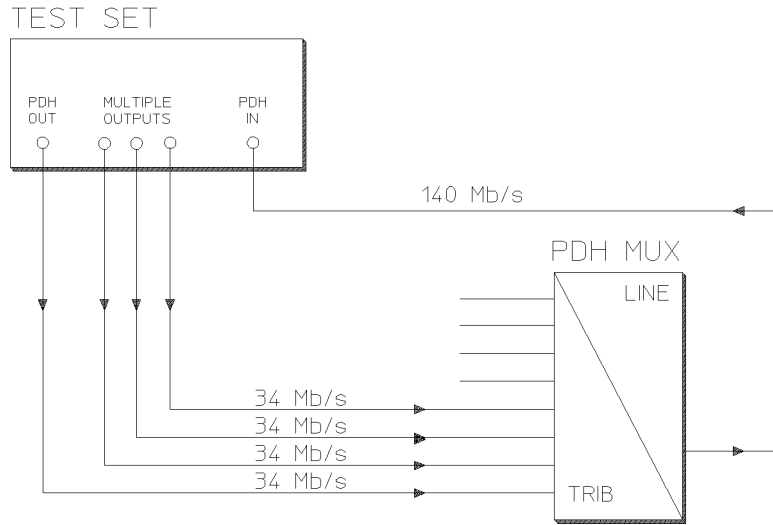 TEST SET
PDH OUT
MULTIPLE OUTPUTS
PDH IN
140 Mb/s
PDH MUX
LINE
34 Mb/s
34 Mb/s
34 Mb/s
34 Mb/s
TRIB